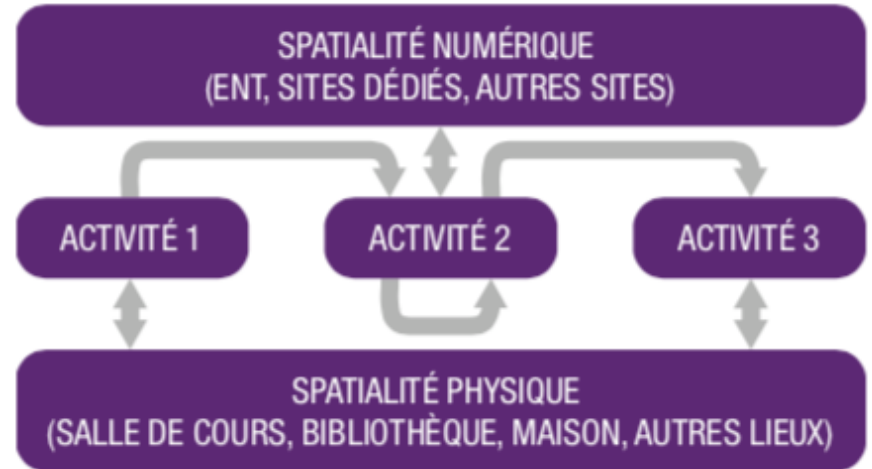 SPATIALITÉ NUMÉRIQUE
(ENT, SITES DÉDIÉS, AUTRES SITES)
ACTIVITÉ 1
ACTIVITÉ 2
ACTIVITÉ 3
SPATIALITÉ PHYSIQUE
(SALLE DE COURS, BIBLIOTHÈQUE, MAISON, AUTRES LIEUX)